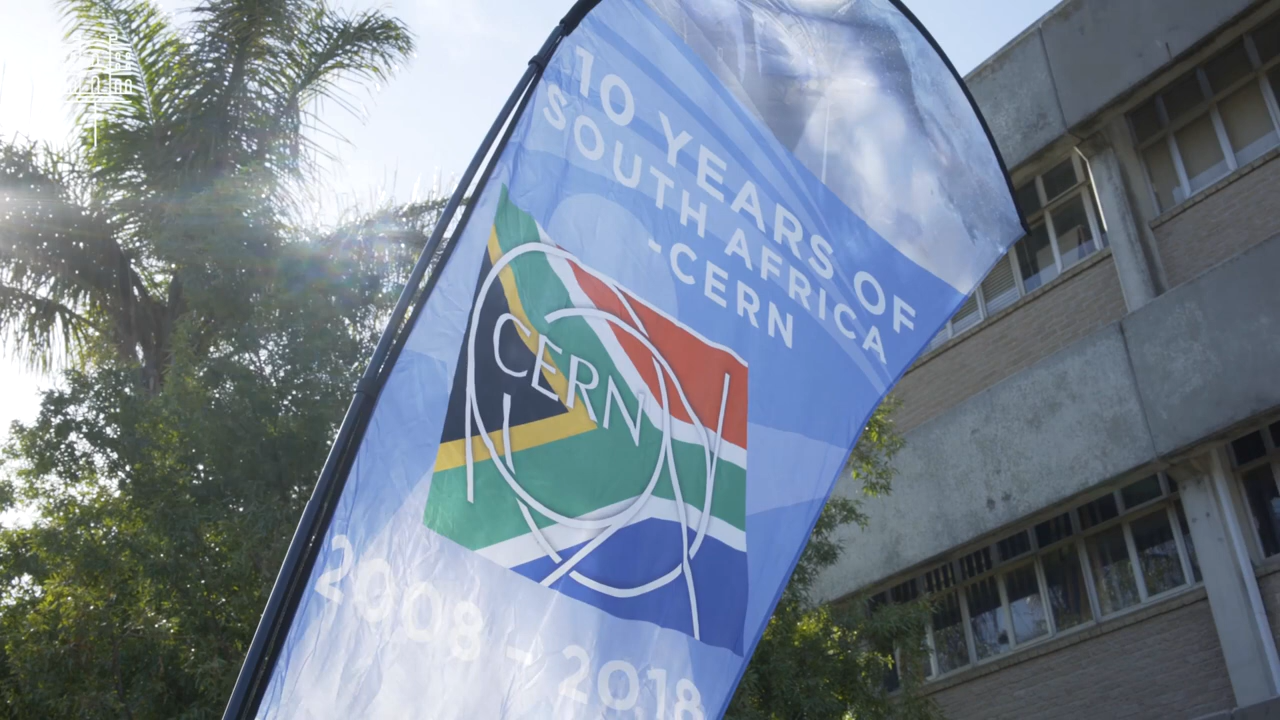 10 YEARS OF
SOUTH AFRICA
-CERN
CERN
2008 - 2018